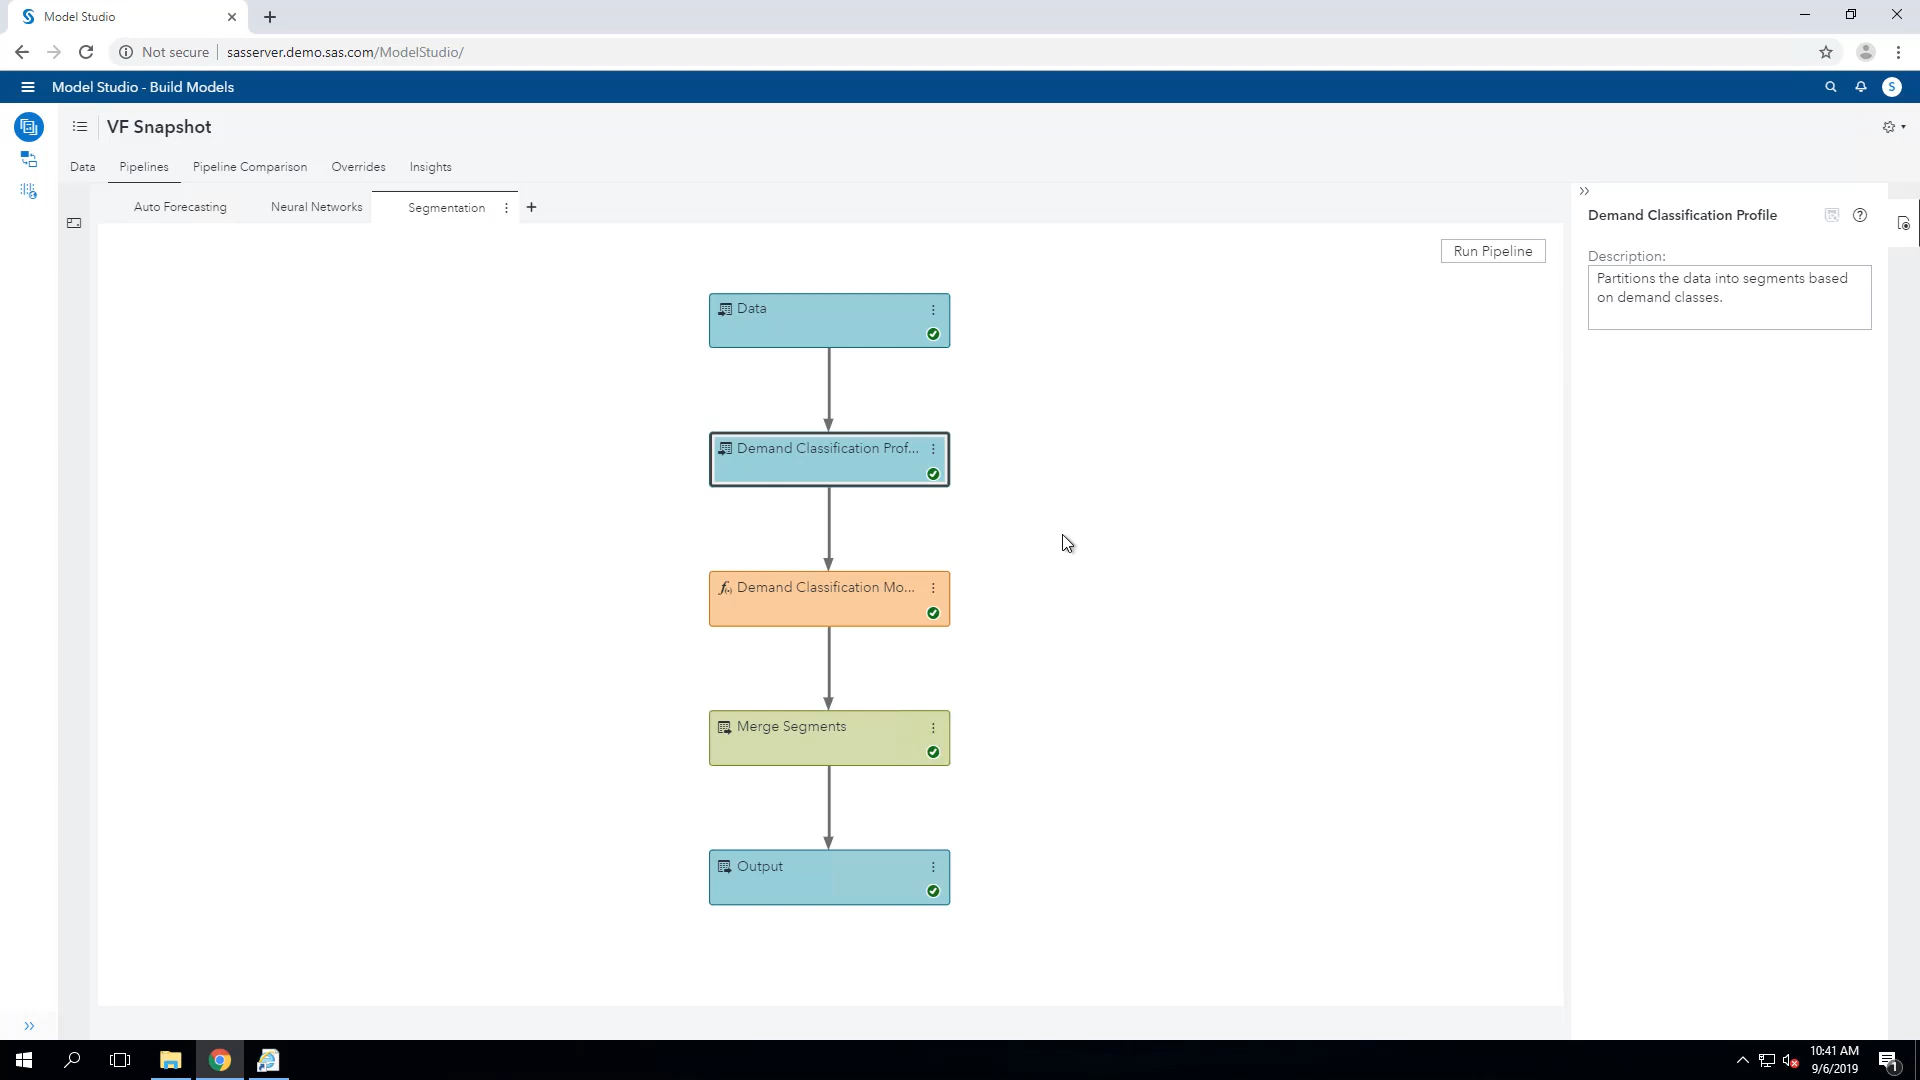 Model Studio
Not secure
sasserver.demo.sas.com/ModelStudio/
Model Studio - Build Models
S
VF Snapshot
Data
Pipelines
Pipeline Comparison
Overrides
Insights
Auto Forecasting
Neural Networks
Segmentation
Run Pipeline
Data
Demand Classification Prof...
Demand Classification Mo...
Merge Segments
Output
Demand Classification Profile
Description:
Partitions the data into segments based
on demand classes.
10:41 AM
9/6/2019
1